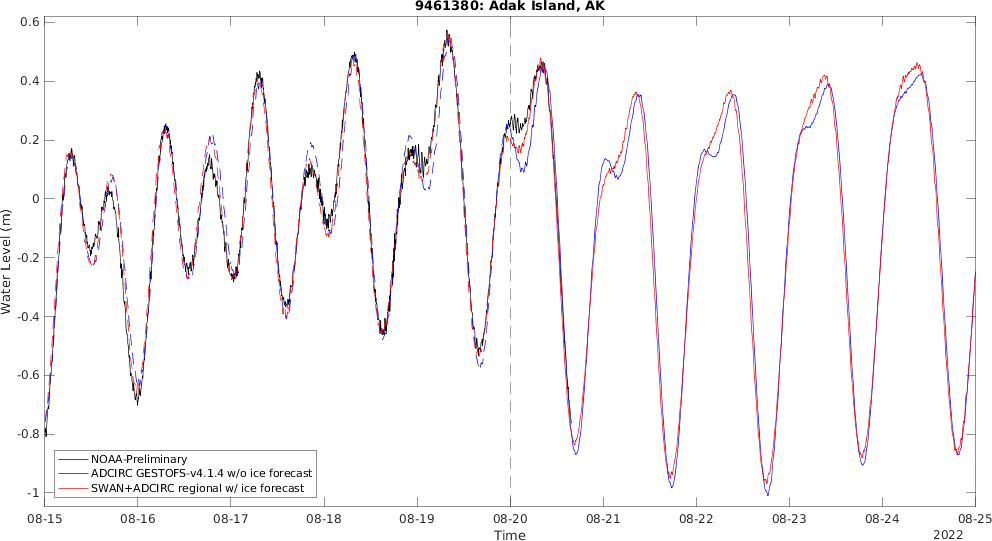 9461380: Adak Island, AK
0.6
0.4
0.2
0
-0.2
-0.4
-0.6
-0.8
-1
Water Level (m)
NOAA-Preliminary
ADCIRC GESTOFS-v4.1.4 w/o ice forecast
SWAN+ADCIRC regional w/ ice forecast
08-15 08-16 08-17 08-18 08-19 08-20 08-21 08-22 08-23 08-24 08-25
Time
2022